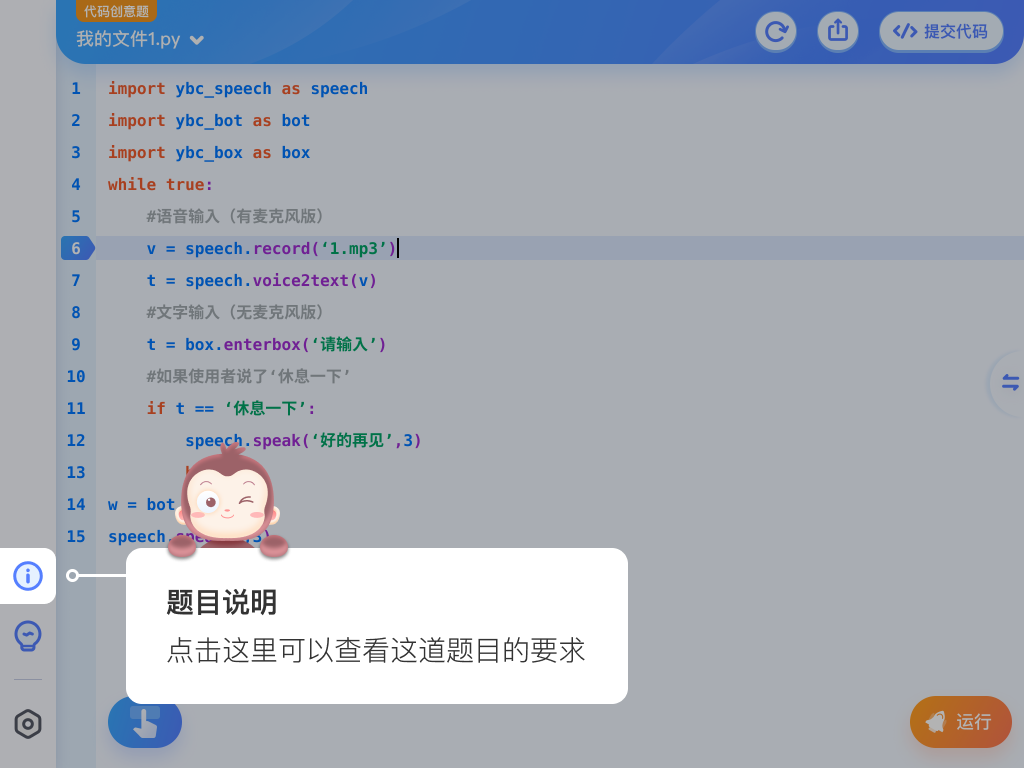 代码创意题
我的文件1.py
提交代码
1 import ybc_speech as speech
2 import ybc_bot as bot
3 import ybc_box as box
4 while true:
5 #语音输入（有麦克风版）
6 v = speech.record(‘1.mp3’)
7 t = speech.voice2text(v)
8 #文字输入（无麦克风版）
9 t = box.enterbox(‘请输入’)
10 #如果使用者说了‘休息一下’
11 if t == ‘休息一下’:
12 speech.speak(‘好的再见’,3)
13
14 w = bot
15 speech.
题目说明
点击这里可以查看这道题目的要求
运行